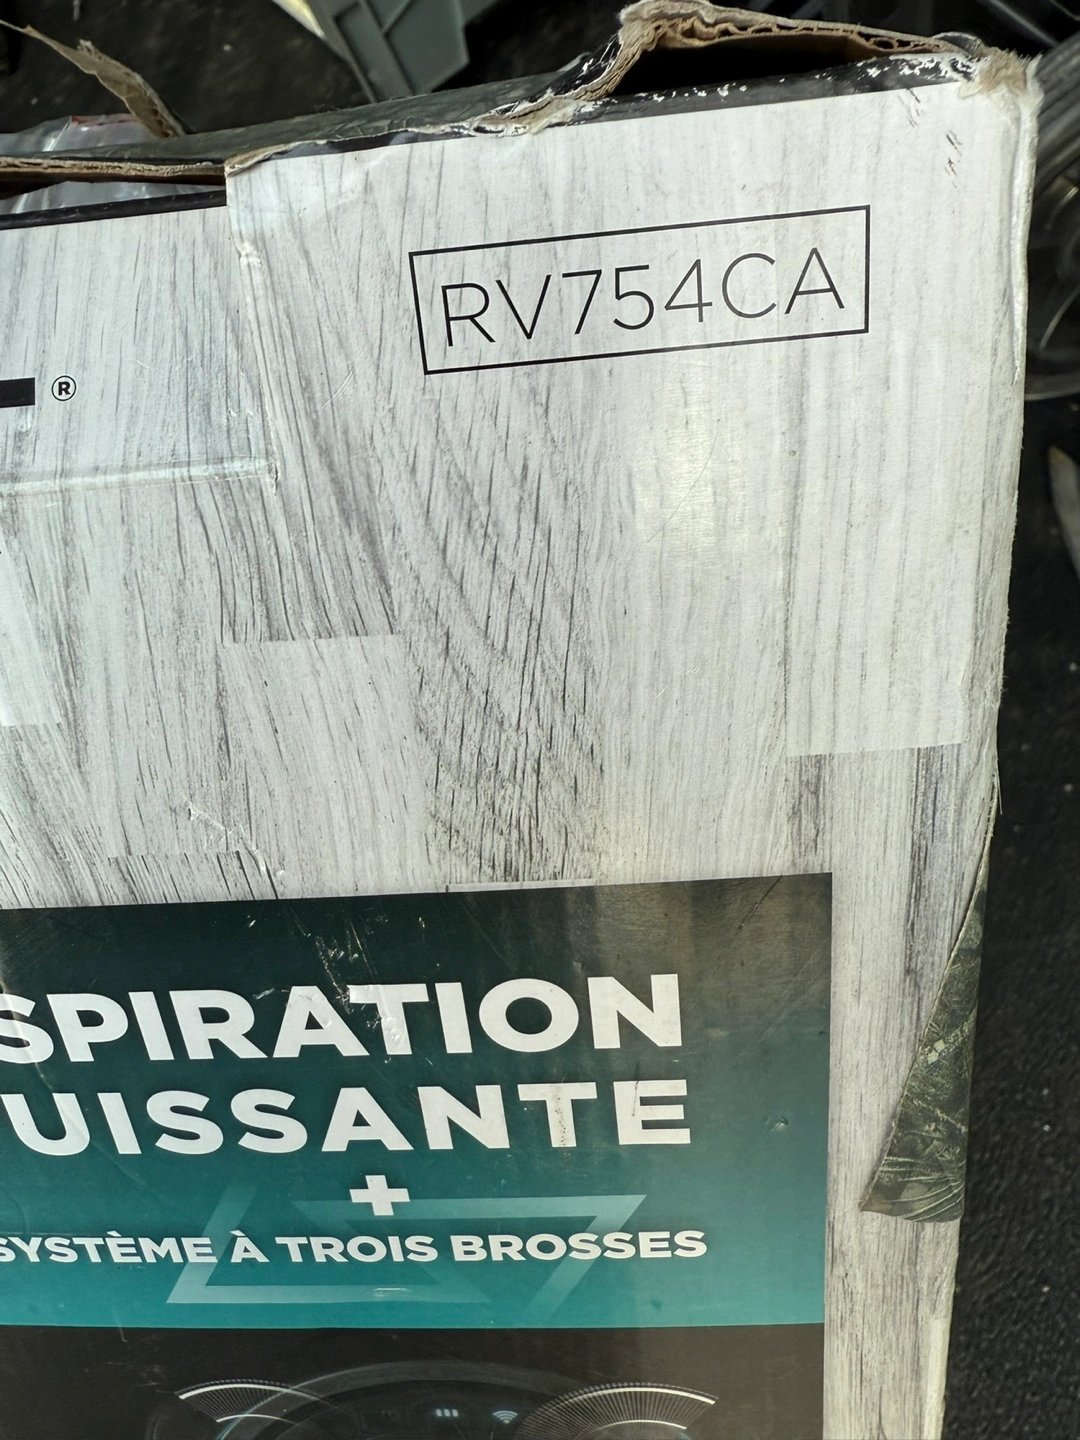 RV754CA
®
SPIRATION
UISSANTE
+
SYSTÈME À TROIS BROSSES